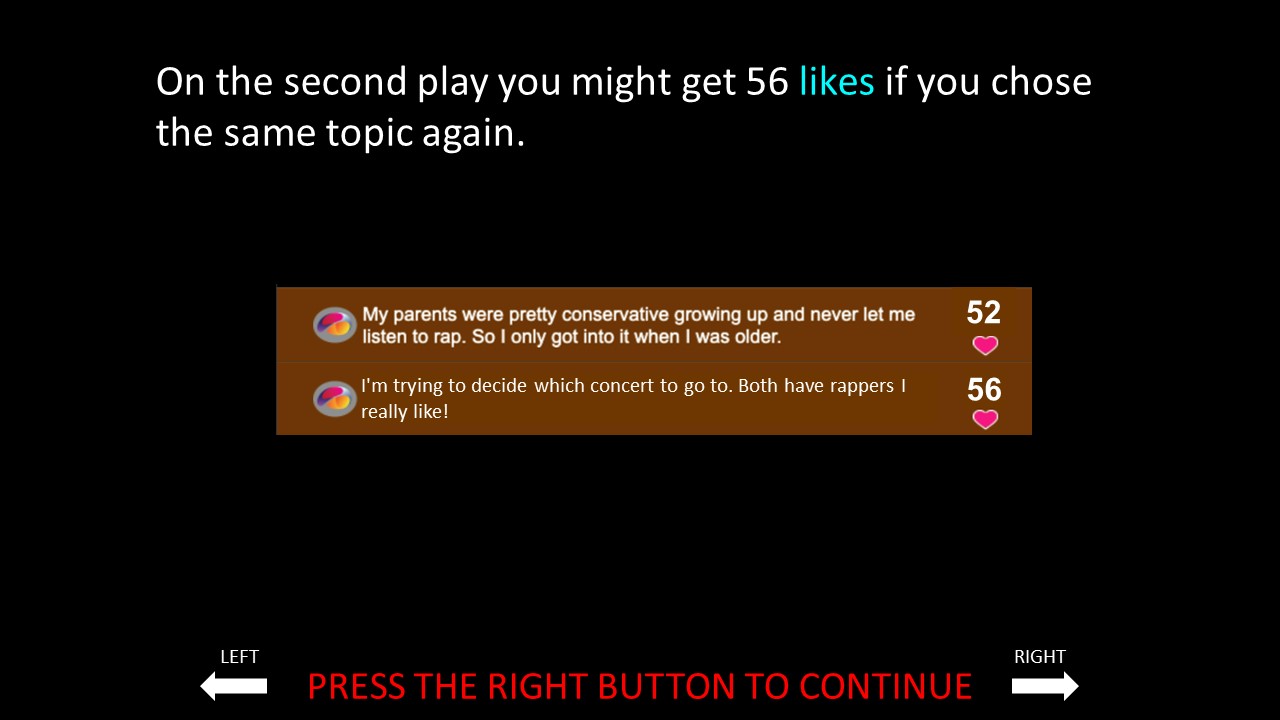 On the second play you might get 56 likes if you chose
the same topic again.
My parents were pretty conservative growing up and never let me
listen to rap. So I only got into it when I was older.
52
I'm trying to decide which concert to go to. Both have rappers I
really like!
56
LEFT
RIGHT
PRESS THE RIGHT BUTTON TO CONTINUE